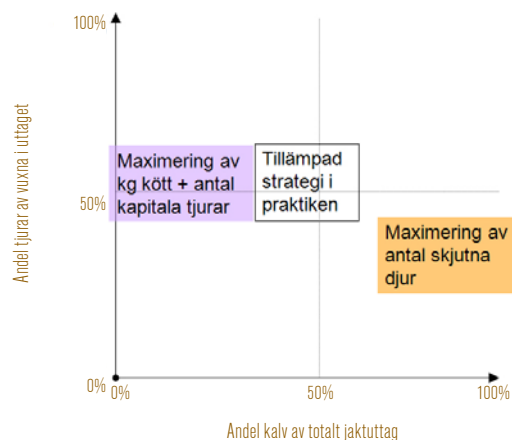 100%
Andel tjurar av vuxna i uttaget
Maximering av
kg kött + antal
kapitala tjurar
Tillämpad
strategi i
praktiken
50%
Maximering av
antal skjutna
djur
0%
0%
50%
100%
Andel kalv av totalt jaktuttag